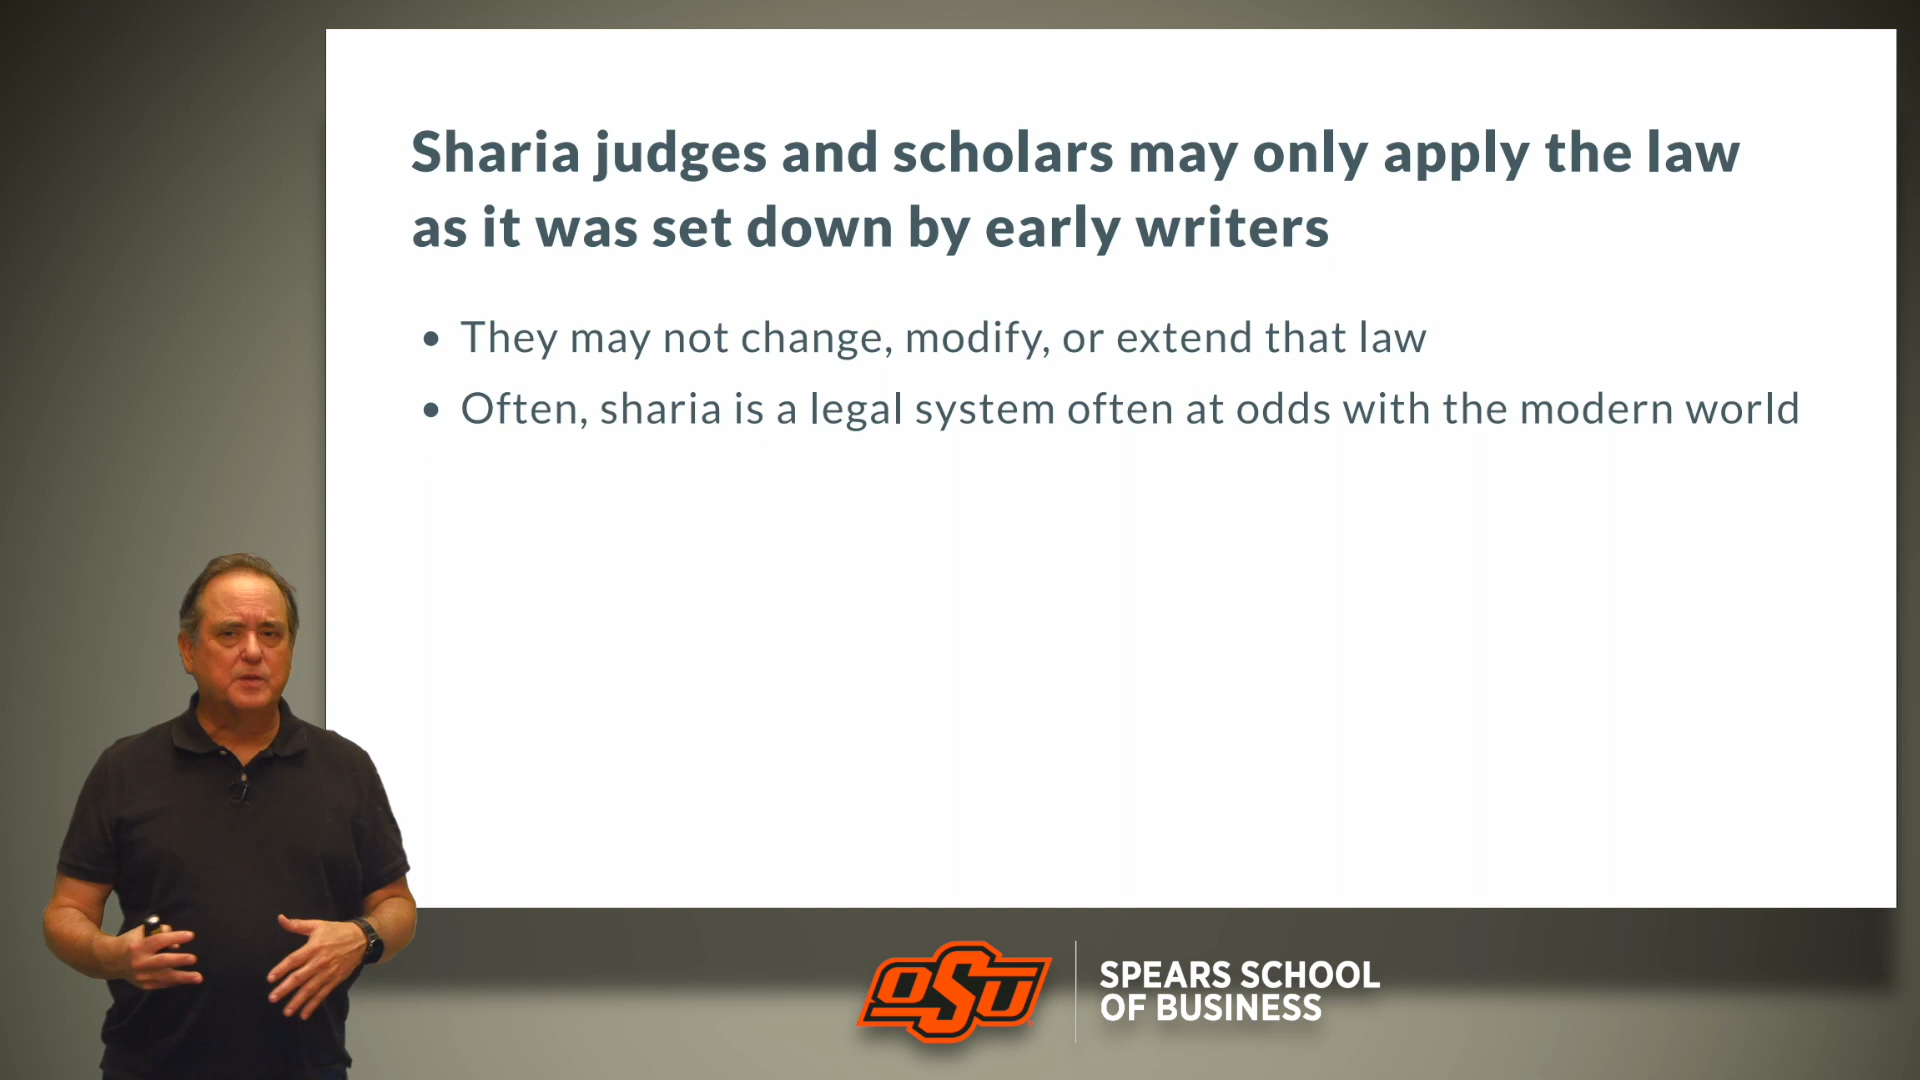 Sharia judges and scholars may only apply the law
as it was set down by early writers
• They may not change, modify, or extend that law
• Often, sharia is a legal system often at odds with the modern world
OSU
SPEARS SCHOOL
OF BUSINESS